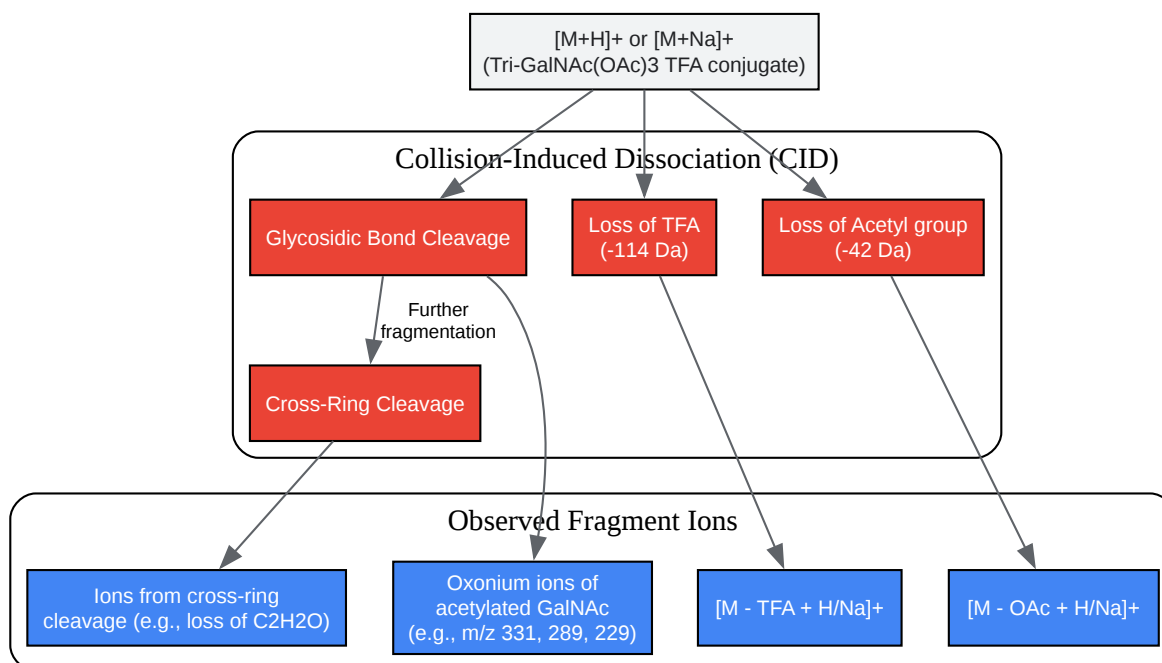 [M+H]+ or [M+Na]+
(Tri-GalNAc(OAc)3 TFA conjugate)
Collision-Induced Dissociation (CID)
Glycosidic Bond Cleavage
Loss of TFA
(-114 Da)
Loss of Acetyl group
(-42 Da)
Further
fragmentation
Cross-Ring Cleavage
Observed Fragment Ions
Ions from cross-ring
cleavage (e.g., loss of C2H2O)
Oxonium ions of
acetylated GalNAc
(e.g., m/z 331, 289, 229)
[M - TFA + H/Na]+
[M - OAc + H/Na]+